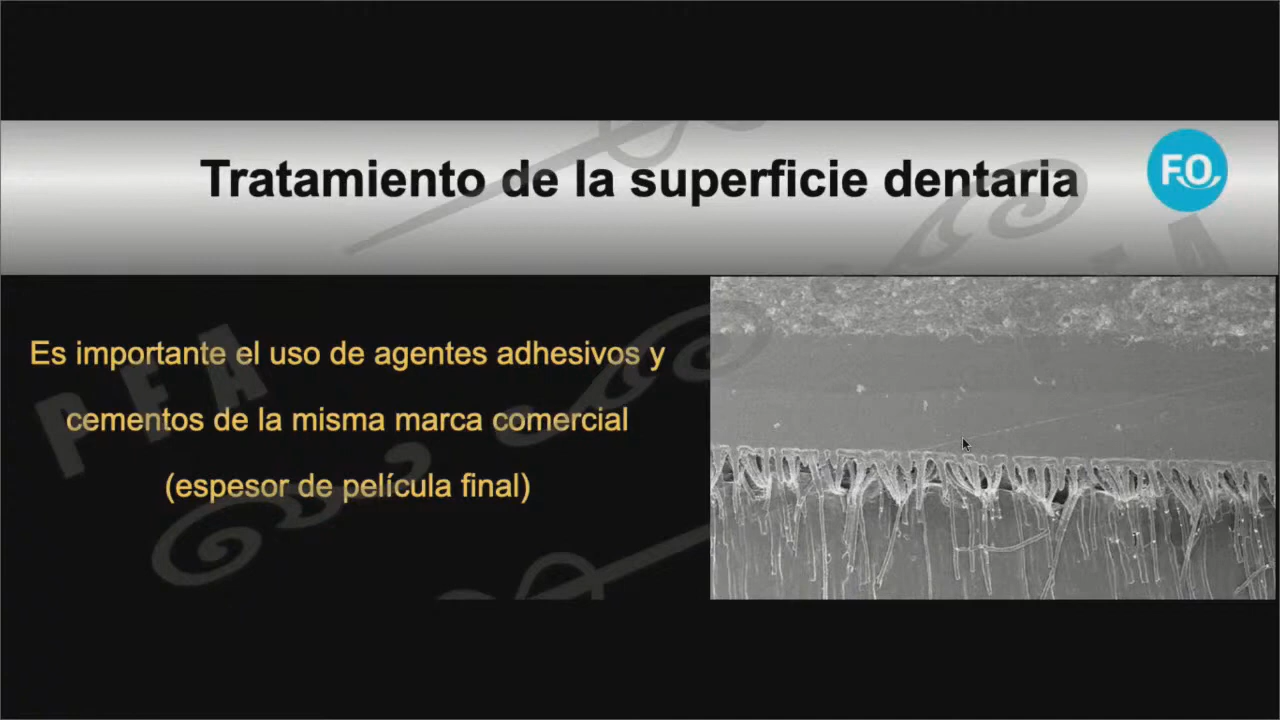 Tratamiento de la superficie dentaria
F.O.
Es importante el uso de agentes adhesivos y
cementos de la misma marca comercial
(espesor de película final)
PFA